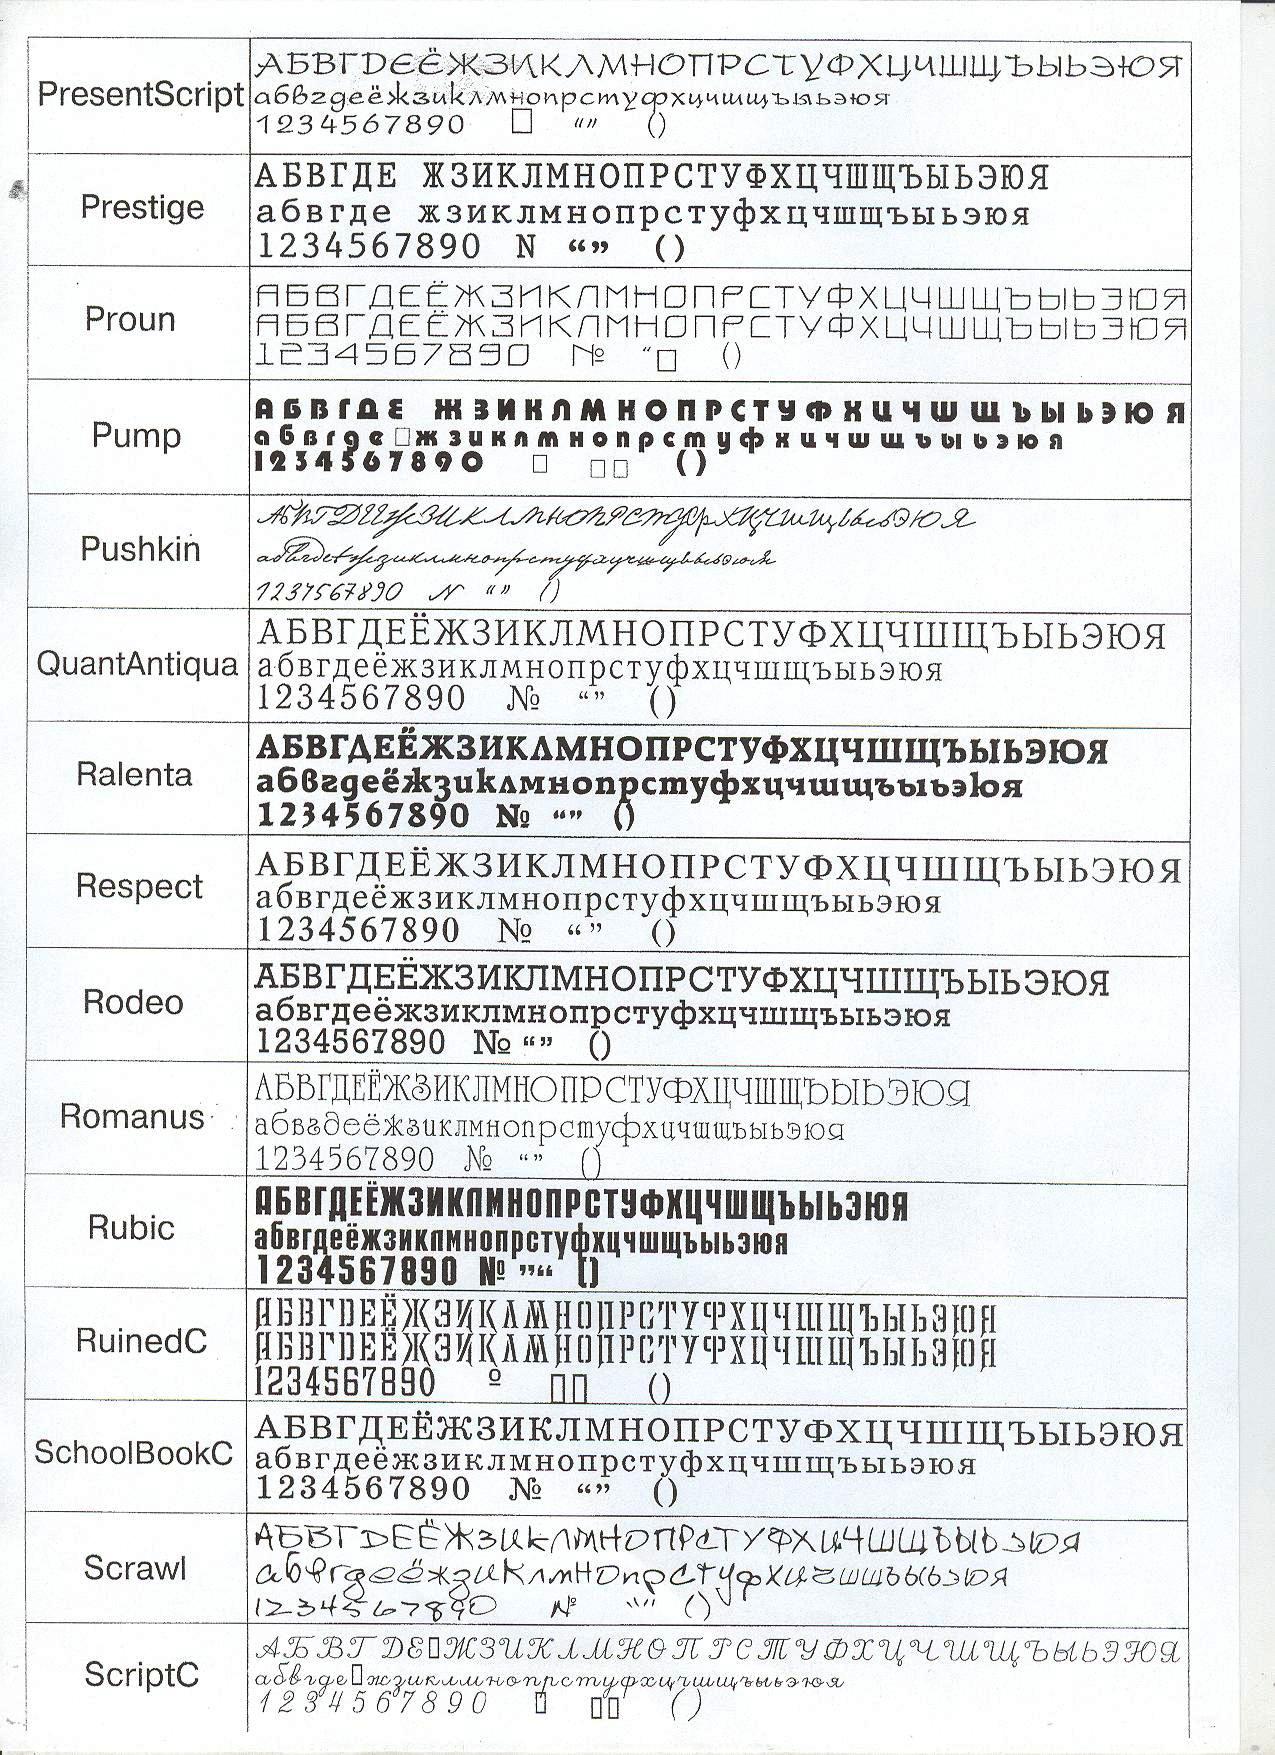 PresentScript
АБВГДЕЁЖЗИКЛМНОПРСТУФХЦЧШЩЪЫЬЭЮЯ
абвгдеёжзиклмнопрстуфхцчшщъыьэюя
1234567890 □ “” ()
Prestige
АБВГДЕ ЖЗИКЛМНОПРСТУФХЦЧШЩЪЫЬЭЮЯ
абвгде жзиклмнопрстуфхцчшщъыьэюя
1234567890 N “” ()
Proun
АБВГДЕЁЖЗИКЛМНОПРСТУФХЦЧШЩЪЫЬЭЮЯ
АБВГДЕЁЖЗИКЛМНОПРСТУФХЦЧШЩЪЫЬЭЮЯ
1234567890 № “□ ()
Pump
АБВГДЕ ЖЗИКЛМНОПРСТУФХЦЧШЩЪЫЬЭЮЯ
абвгде□жзиклмнопрстуфхцчшщъыьэюя
1234567890 □ □□ ()
Pushkin
АБВГДЕЖЗИКЛМНОПРСТУФХЦЧШЩЪЫЬЭЮЯ
абвгдежзиклмнопрстуфхцчшщъыьэюя
1234567890 N “” ()
QuantAntiqua
АБВГДЕЁЖЗИКЛМНОПРСТУФХЦЧШЩЪЫЬЭЮЯ
абвгдеёжзиклмнопрстуфхцчшщъыьэюя
1234567890 № “” ()
Ralenta
АБВГДЕЁЖЗИКЛМНОПРСТУФХЦЧШЩЪЫЬЭЮЯ
абвгдеёжзиклмнопрстуфхцчшщъыьэюя
1234567890 № “” ()
Respect
АБВГДЕЁЖЗИКЛМНОПРСТУФХЦЧШЩЪЫЬЭЮЯ
абвгдеёжзиклмнопрстуфхцчшщъыьэюя
1234567890 № “” ()
Rodeo
АБВГДЕЁЖЗИКЛМНОПРСТУФХЦЧШЩЪЫЬЭЮЯ
абвгдеёжзиклмнопрстуфхцчшщъыьэюя
1234567890 № “” ()
Romanus
АБВГДЕЁЖЗИКЛМНОПРСТУФХЦЧШЩЪЫЬЭЮЯ
абвгдеёжзиклмнопрстуфхцчшщъыьэюя
1234567890 № “” ()
Rubic
АБВГДЕЁЖЗИКЛМНОПРСТУФХЦЧШЩЪЫЬЭЮЯ
абвгдеёжзиклмнопрстуфхцчшщъыьэюя
1234567890 № ”“ ()
RuinedC
АБВГDЕЁЖЗИКЛМНОПРСТУФХЦЧШЩЪЫЬЭЮЯ
АБВГDЕЁЖЗИКЛМНОПРСТУФХЦЧШЩЪЫЬЭЮЯ
1234567890 º □□ ()
SchoolBookC
АБВГДЕЁЖЗИКЛМНОПРСТУФХЦЧШЩЪЫЬЭЮЯ
абвгдеёжзиклмнопрстуфхцчшщъыьэюя
1234567890 № “” ()
Scrawl
АБВГДЕЁЖЗИКЛМНОПРСТУФХЦЧШЩЪЫЬЭЮЯ
абвгдеёжзиклмнопрстуфхцчшщъыьэюя
1234567890 № “” ()
ScriptC
АБВГДЕ□ЖЗИКЛМНОПРСТУФХЦЧШЩЪЫЬЭЮЯ
абвгде□жзиклмнопрстуфхцчшщъыьэюя
1234567890 □ □□ ()